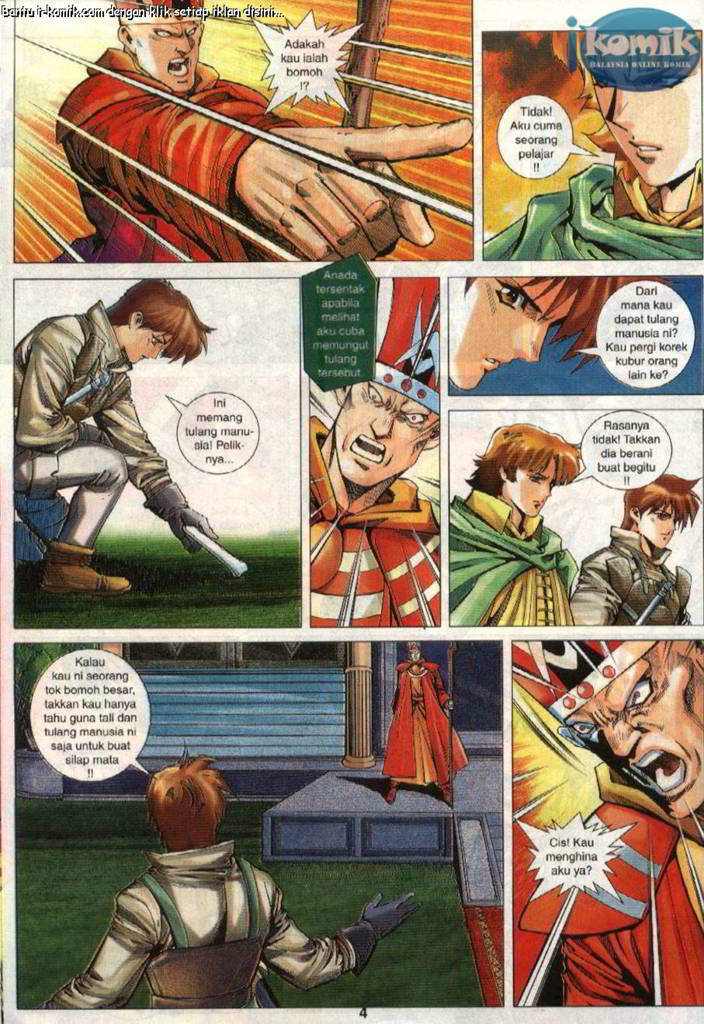 Bantu i-komik.com dengan klik setiap iklan disini...
Adakah
kau ialah
bomoh
!?
ikomik
MALAYSIA ONLINE KOMIK
Tidak!
Aku cuma
seorang
pelajar
!!
Ini
memang
tulang manu-
sia! Pelik-
nya...
Anada
tersentak
apabila
melihat
aku cuba
memungut
tulang
tersebut.
Dari
mana kau
dapat tulang
manusia ni?
Kau pergi korek
kubur orang
lain ke?
Rasanya
tidak! Takkan
dia berani
buat begitu
!!
Kalau
kau ni seorang
tok bomoh besar,
takkan kau hanya
tahu guna tali dan
tulang manusia ni
saja untuk buat
silap mata
!!
Cis! Kau
menghina
aku ya?
4